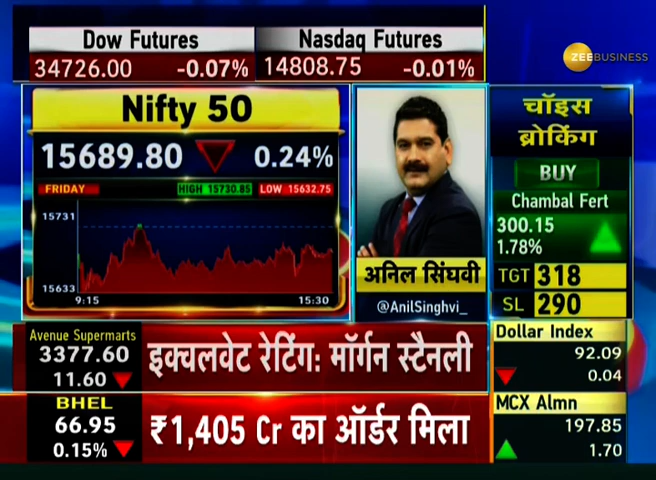 Dow Futures
34726.00 -0.07%
Nasdaq Futures
14808.75 -0.01%
ZEEBUSINESS
Nifty 50
15689.80 0.24%
FRIDAY HIGH 15730.85 LOW 15632.75
15731
15633
9:15 15:30
अनिल सिंघवी
@AnilSinghvi_
चॉइस
ब्रोकिंग
BUY
Chambal Fert
300.15
1.78%
TGT 318
SL 290
Avenue Supermarts
3377.60
11.60
इक्वलवेट रेटिंग: मॉर्गन स्टैनली
Dollar Index
92.09
0.04
BHEL
66.95
0.15%
₹1,405 Cr का ऑर्डर मिला
MCX Almn
197.85
1.70